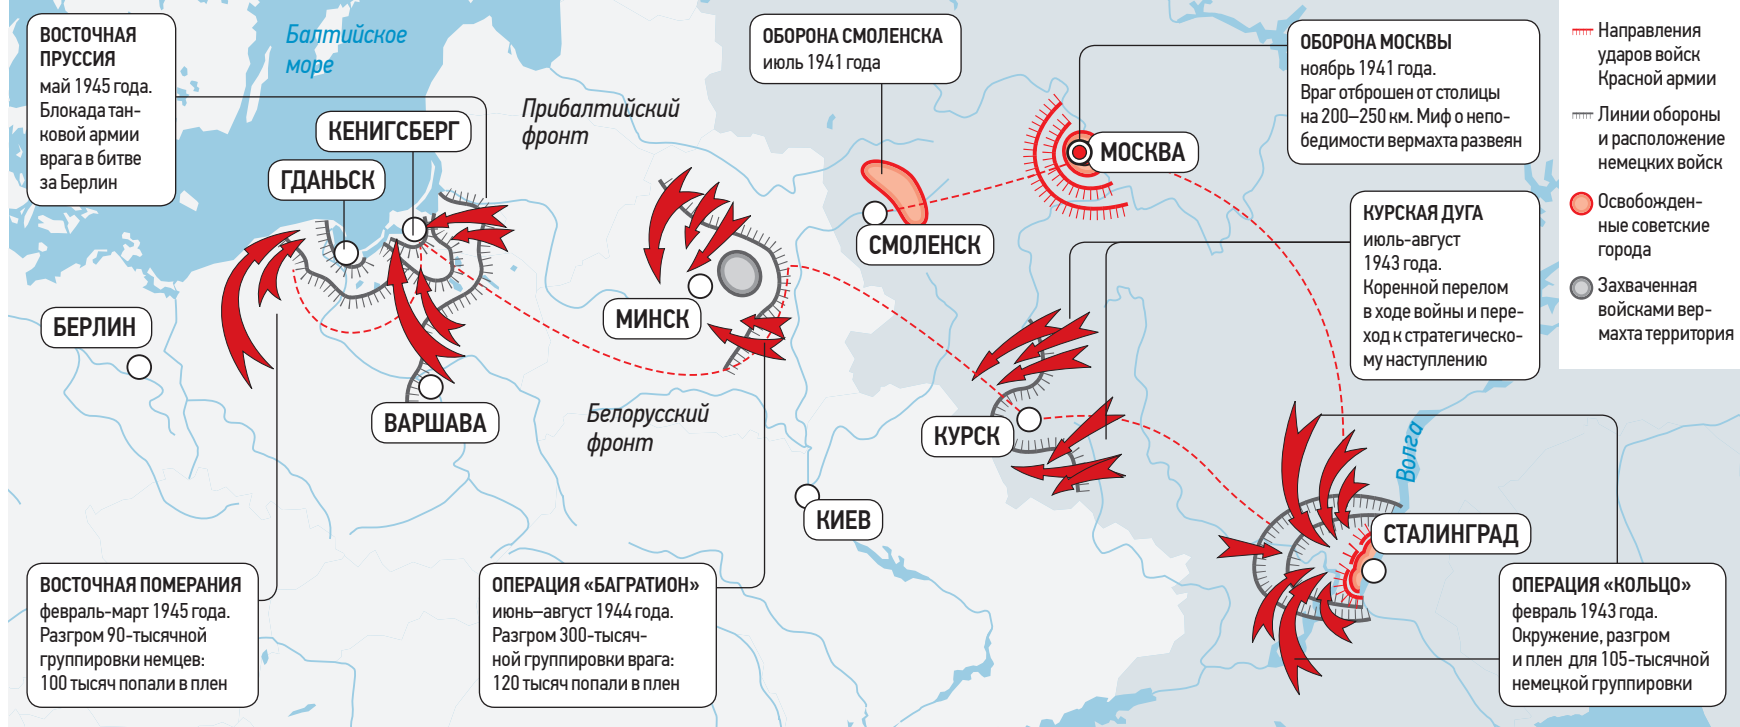 ВОСТОЧНАЯ
ПРУССИЯ
май 1945 года.
Блокада тан-
ковой армии
врага в битве
за Берлин
Балтийское
море
Прибалтийский
фронт
КЕНИГСБЕРГ
ГДАНЬСК
БЕРЛИН
ВАРШАВА
МИНСК
Белорусский
фронт
КИЕВ
ОБОРОНА СМОЛЕНСКА
июль 1941 года
СМОЛЕНСК
МОСКВА
ОБОРОНА МОСКВЫ
ноябрь 1941 года.
Враг отброшен от столицы
на 200–250 км. Миф о непо-
бедимости вермахта развеян
КУРСКАЯ ДУГА
июль-август
1943 года.
Коренной перелом
в ходе войны и пере-
ход к стратегическо-
му наступлению
КУРСК
Волга
СТАЛИНГРАД
ВОСТОЧНАЯ ПОМЕРАНИЯ
февраль-март 1945 года.
Разгром 90-тысячной
группировки немцев:
100 тысяч попали в плен
ОПЕРАЦИЯ «БАГРАТИОН»
июнь–август 1944 года.
Разгром 300-тысяч-
ной группировки врага:
120 тысяч попали в плен
ОПЕРАЦИЯ «КОЛЬЦО»
февраль 1943 года.
Окружение, разгром
и плен для 105-тысячной
немецкой группировки
Направления
ударов войск
Красной армии
Линии обороны
и расположение
немецких войск
Освобожден-
ные советские
города
Захваченная
войсками вер-
махта территория